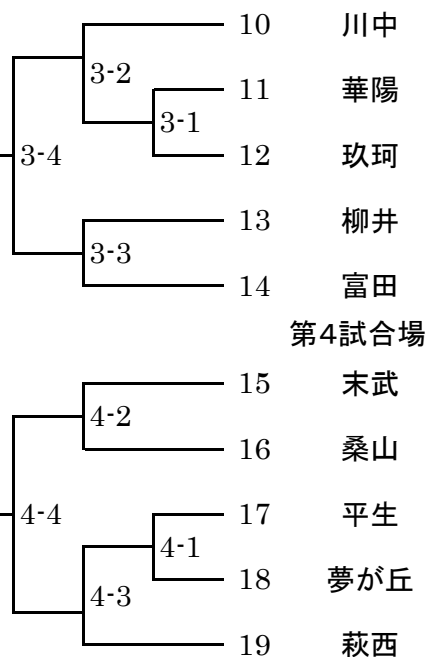 10 川中
3-2
11 華陽
3-1
3-4
12 玖珂
13 柳井
3-3
14 富田
第4試合場
15 末武
4-2
16 桑山
4-4
17 平生
4-1
18 夢が丘
4-3
19 萩西